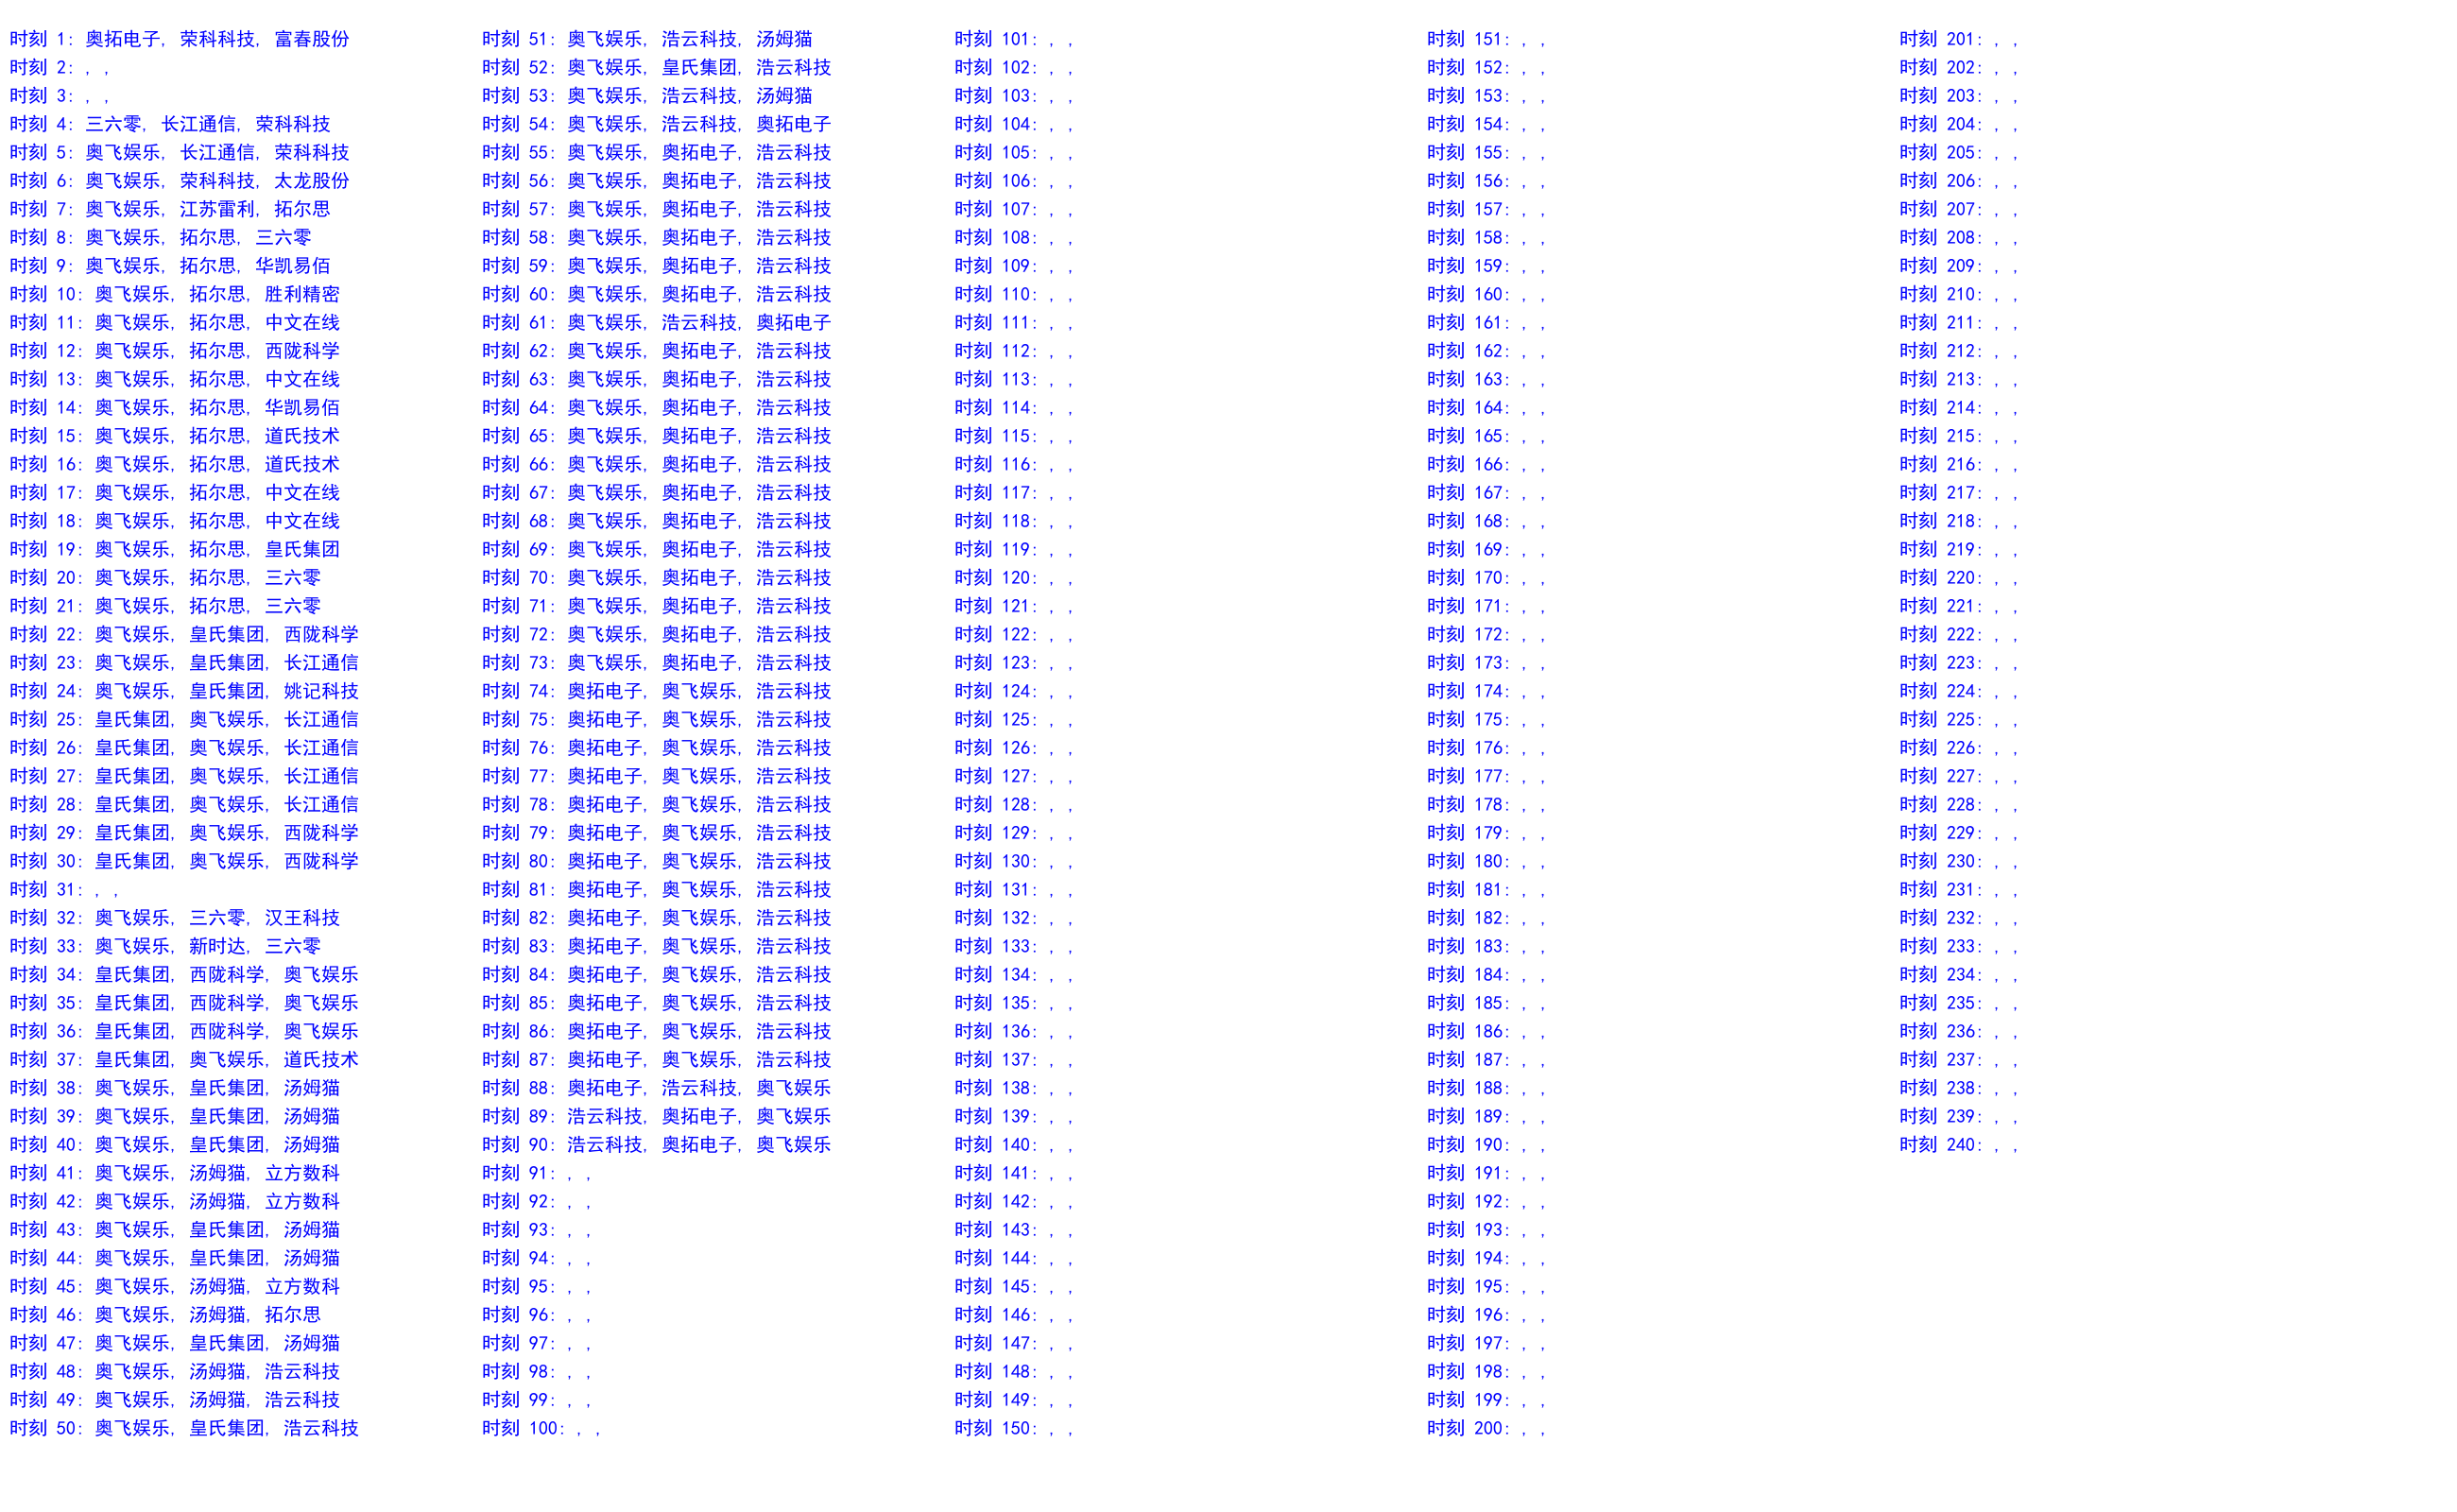 时刻 1: 奥拓电子, 荣科科技, 富春股份
时刻 2: , ,
时刻 3: , ,
时刻 4: 三六零, 长江通信, 荣科科技
时刻 5: 奥飞娱乐, 长江通信, 荣科科技
时刻 6: 奥飞娱乐, 荣科科技, 太龙股份
时刻 7: 奥飞娱乐, 江苏雷利, 拓尔思
时刻 8: 奥飞娱乐, 拓尔思, 三六零
时刻 9: 奥飞娱乐, 拓尔思, 华凯易佰
时刻 10: 奥飞娱乐, 拓尔思, 胜利精密
时刻 11: 奥飞娱乐, 拓尔思, 中文在线
时刻 12: 奥飞娱乐, 拓尔思, 西陇科学
时刻 13: 奥飞娱乐, 拓尔思, 中文在线
时刻 14: 奥飞娱乐, 拓尔思, 华凯易佰
时刻 15: 奥飞娱乐, 拓尔思, 道氏技术
时刻 16: 奥飞娱乐, 拓尔思, 道氏技术
时刻 17: 奥飞娱乐, 拓尔思, 中文在线
时刻 18: 奥飞娱乐, 拓尔思, 中文在线
时刻 19: 奥飞娱乐, 拓尔思, 皇氏集团
时刻 20: 奥飞娱乐, 拓尔思, 三六零
时刻 21: 奥飞娱乐, 拓尔思, 三六零
时刻 22: 奥飞娱乐, 皇氏集团, 西陇科学
时刻 23: 奥飞娱乐, 皇氏集团, 长江通信
时刻 24: 奥飞娱乐, 皇氏集团, 姚记科技
时刻 25: 皇氏集团, 奥飞娱乐, 长江通信
时刻 26: 皇氏集团, 奥飞娱乐, 长江通信
时刻 27: 皇氏集团, 奥飞娱乐, 长江通信
时刻 28: 皇氏集团, 奥飞娱乐, 长江通信
时刻 29: 皇氏集团, 奥飞娱乐, 西陇科学
时刻 30: 皇氏集团, 奥飞娱乐, 西陇科学
时刻 31: , ,
时刻 32: 奥飞娱乐, 三六零, 汉王科技
时刻 33: 奥飞娱乐, 新时达, 三六零
时刻 34: 皇氏集团, 西陇科学, 奥飞娱乐
时刻 35: 皇氏集团, 西陇科学, 奥飞娱乐
时刻 36: 皇氏集团, 西陇科学, 奥飞娱乐
时刻 37: 皇氏集团, 奥飞娱乐, 道氏技术
时刻 38: 奥飞娱乐, 皇氏集团, 汤姆猫
时刻 39: 奥飞娱乐, 皇氏集团, 汤姆猫
时刻 40: 奥飞娱乐, 皇氏集团, 汤姆猫
时刻 41: 奥飞娱乐, 汤姆猫, 立方数科
时刻 42: 奥飞娱乐, 汤姆猫, 立方数科
时刻 43: 奥飞娱乐, 皇氏集团, 汤姆猫
时刻 44: 奥飞娱乐, 皇氏集团, 汤姆猫
时刻 45: 奥飞娱乐, 汤姆猫, 立方数科
时刻 46: 奥飞娱乐, 汤姆猫, 拓尔思
时刻 47: 奥飞娱乐, 皇氏集团, 汤姆猫
时刻 48: 奥飞娱乐, 汤姆猫, 浩云科技
时刻 49: 奥飞娱乐, 汤姆猫, 浩云科技
时刻 50: 奥飞娱乐, 皇氏集团, 浩云科技
时刻 51: 奥飞娱乐, 浩云科技, 汤姆猫
时刻 52: 奥飞娱乐, 皇氏集团, 浩云科技
时刻 53: 奥飞娱乐, 浩云科技, 汤姆猫
时刻 54: 奥飞娱乐, 浩云科技, 奥拓电子
时刻 55: 奥飞娱乐, 奥拓电子, 浩云科技
时刻 56: 奥飞娱乐, 奥拓电子, 浩云科技
时刻 57: 奥飞娱乐, 奥拓电子, 浩云科技
时刻 58: 奥飞娱乐, 奥拓电子, 浩云科技
时刻 59: 奥飞娱乐, 奥拓电子, 浩云科技
时刻 60: 奥飞娱乐, 奥拓电子, 浩云科技
时刻 61: 奥飞娱乐, 浩云科技, 奥拓电子
时刻 62: 奥飞娱乐, 奥拓电子, 浩云科技
时刻 63: 奥飞娱乐, 奥拓电子, 浩云科技
时刻 64: 奥飞娱乐, 奥拓电子, 浩云科技
时刻 65: 奥飞娱乐, 奥拓电子, 浩云科技
时刻 66: 奥飞娱乐, 奥拓电子, 浩云科技
时刻 67: 奥飞娱乐, 奥拓电子, 浩云科技
时刻 68: 奥飞娱乐, 奥拓电子, 浩云科技
时刻 69: 奥飞娱乐, 奥拓电子, 浩云科技
时刻 70: 奥飞娱乐, 奥拓电子, 浩云科技
时刻 71: 奥飞娱乐, 奥拓电子, 浩云科技
时刻 72: 奥飞娱乐, 奥拓电子, 浩云科技
时刻 73: 奥飞娱乐, 奥拓电子, 浩云科技
时刻 74: 奥拓电子, 奥飞娱乐, 浩云科技
时刻 75: 奥拓电子, 奥飞娱乐, 浩云科技
时刻 76: 奥拓电子, 奥飞娱乐, 浩云科技
时刻 77: 奥拓电子, 奥飞娱乐, 浩云科技
时刻 78: 奥拓电子, 奥飞娱乐, 浩云科技
时刻 79: 奥拓电子, 奥飞娱乐, 浩云科技
时刻 80: 奥拓电子, 奥飞娱乐, 浩云科技
时刻 81: 奥拓电子, 奥飞娱乐, 浩云科技
时刻 82: 奥拓电子, 奥飞娱乐, 浩云科技
时刻 83: 奥拓电子, 奥飞娱乐, 浩云科技
时刻 84: 奥拓电子, 奥飞娱乐, 浩云科技
时刻 85: 奥拓电子, 奥飞娱乐, 浩云科技
时刻 86: 奥拓电子, 奥飞娱乐, 浩云科技
时刻 87: 奥拓电子, 奥飞娱乐, 浩云科技
时刻 88: 奥拓电子, 浩云科技, 奥飞娱乐
时刻 89: 浩云科技, 奥拓电子, 奥飞娱乐
时刻 90: 浩云科技, 奥拓电子, 奥飞娱乐
时刻 91: , ,
时刻 92: , ,
时刻 93: , ,
时刻 94: , ,
时刻 95: , ,
时刻 96: , ,
时刻 97: , ,
时刻 98: , ,
时刻 99: , ,
时刻 100: , ,
时刻 101: , ,
时刻 102: , ,
时刻 103: , ,
时刻 104: , ,
时刻 105: , ,
时刻 106: , ,
时刻 107: , ,
时刻 108: , ,
时刻 109: , ,
时刻 110: , ,
时刻 111: , ,
时刻 112: , ,
时刻 113: , ,
时刻 114: , ,
时刻 115: , ,
时刻 116: , ,
时刻 117: , ,
时刻 118: , ,
时刻 119: , ,
时刻 120: , ,
时刻 121: , ,
时刻 122: , ,
时刻 123: , ,
时刻 124: , ,
时刻 125: , ,
时刻 126: , ,
时刻 127: , ,
时刻 128: , ,
时刻 129: , ,
时刻 130: , ,
时刻 131: , ,
时刻 132: , ,
时刻 133: , ,
时刻 134: , ,
时刻 135: , ,
时刻 136: , ,
时刻 137: , ,
时刻 138: , ,
时刻 139: , ,
时刻 140: , ,
时刻 141: , ,
时刻 142: , ,
时刻 143: , ,
时刻 144: , ,
时刻 145: , ,
时刻 146: , ,
时刻 147: , ,
时刻 148: , ,
时刻 149: , ,
时刻 150: , ,
时刻 151: , ,
时刻 152: , ,
时刻 153: , ,
时刻 154: , ,
时刻 155: , ,
时刻 156: , ,
时刻 157: , ,
时刻 158: , ,
时刻 159: , ,
时刻 160: , ,
时刻 161: , ,
时刻 162: , ,
时刻 163: , ,
时刻 164: , ,
时刻 165: , ,
时刻 166: , ,
时刻 167: , ,
时刻 168: , ,
时刻 169: , ,
时刻 170: , ,
时刻 171: , ,
时刻 172: , ,
时刻 173: , ,
时刻 174: , ,
时刻 175: , ,
时刻 176: , ,
时刻 177: , ,
时刻 178: , ,
时刻 179: , ,
时刻 180: , ,
时刻 181: , ,
时刻 182: , ,
时刻 183: , ,
时刻 184: , ,
时刻 185: , ,
时刻 186: , ,
时刻 187: , ,
时刻 188: , ,
时刻 189: , ,
时刻 190: , ,
时刻 191: , ,
时刻 192: , ,
时刻 193: , ,
时刻 194: , ,
时刻 195: , ,
时刻 196: , ,
时刻 197: , ,
时刻 198: , ,
时刻 199: , ,
时刻 200: , ,
时刻 201: , ,
时刻 202: , ,
时刻 203: , ,
时刻 204: , ,
时刻 205: , ,
时刻 206: , ,
时刻 207: , ,
时刻 208: , ,
时刻 209: , ,
时刻 210: , ,
时刻 211: , ,
时刻 212: , ,
时刻 213: , ,
时刻 214: , ,
时刻 215: , ,
时刻 216: , ,
时刻 217: , ,
时刻 218: , ,
时刻 219: , ,
时刻 220: , ,
时刻 221: , ,
时刻 222: , ,
时刻 223: , ,
时刻 224: , ,
时刻 225: , ,
时刻 226: , ,
时刻 227: , ,
时刻 228: , ,
时刻 229: , ,
时刻 230: , ,
时刻 231: , ,
时刻 232: , ,
时刻 233: , ,
时刻 234: , ,
时刻 235: , ,
时刻 236: , ,
时刻 237: , ,
时刻 238: , ,
时刻 239: , ,
时刻 240: , ,